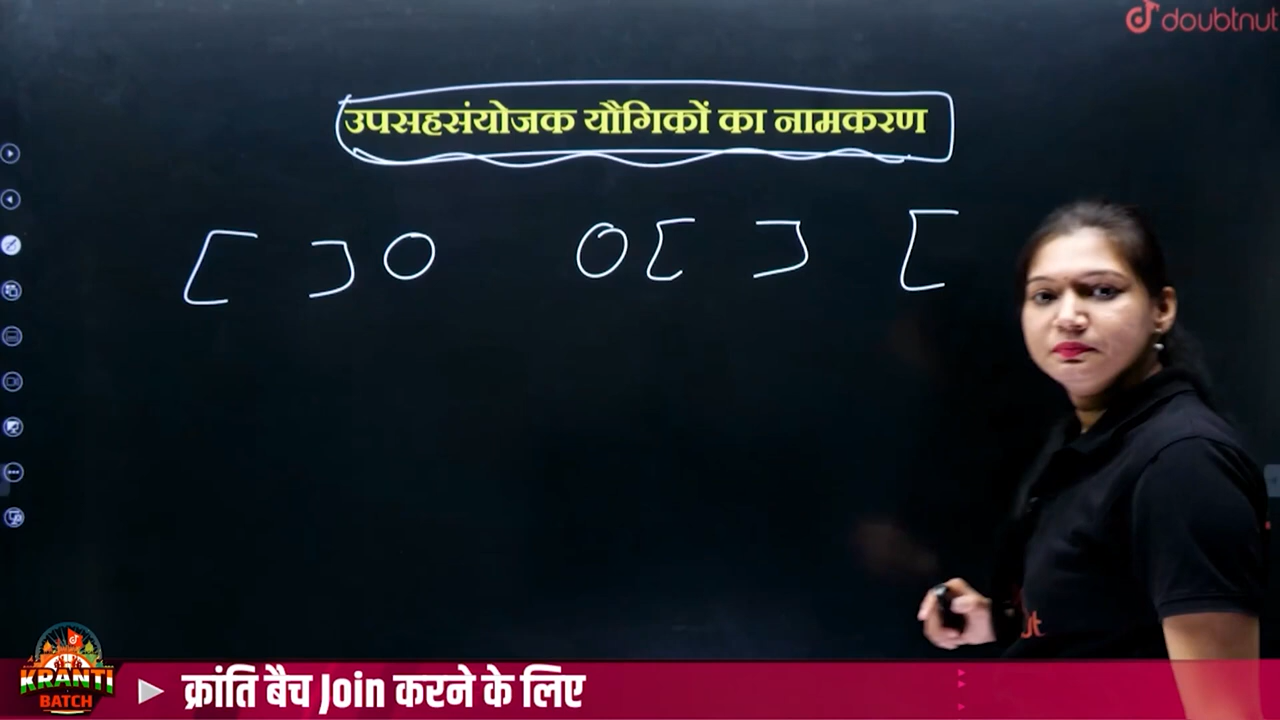 doubtnut
उपसहसंयोजक यौगिकों का नामकरण
[ ] O O [ ] [
KRANTI
BATCH
क्रांति बैच Join करने के लिए